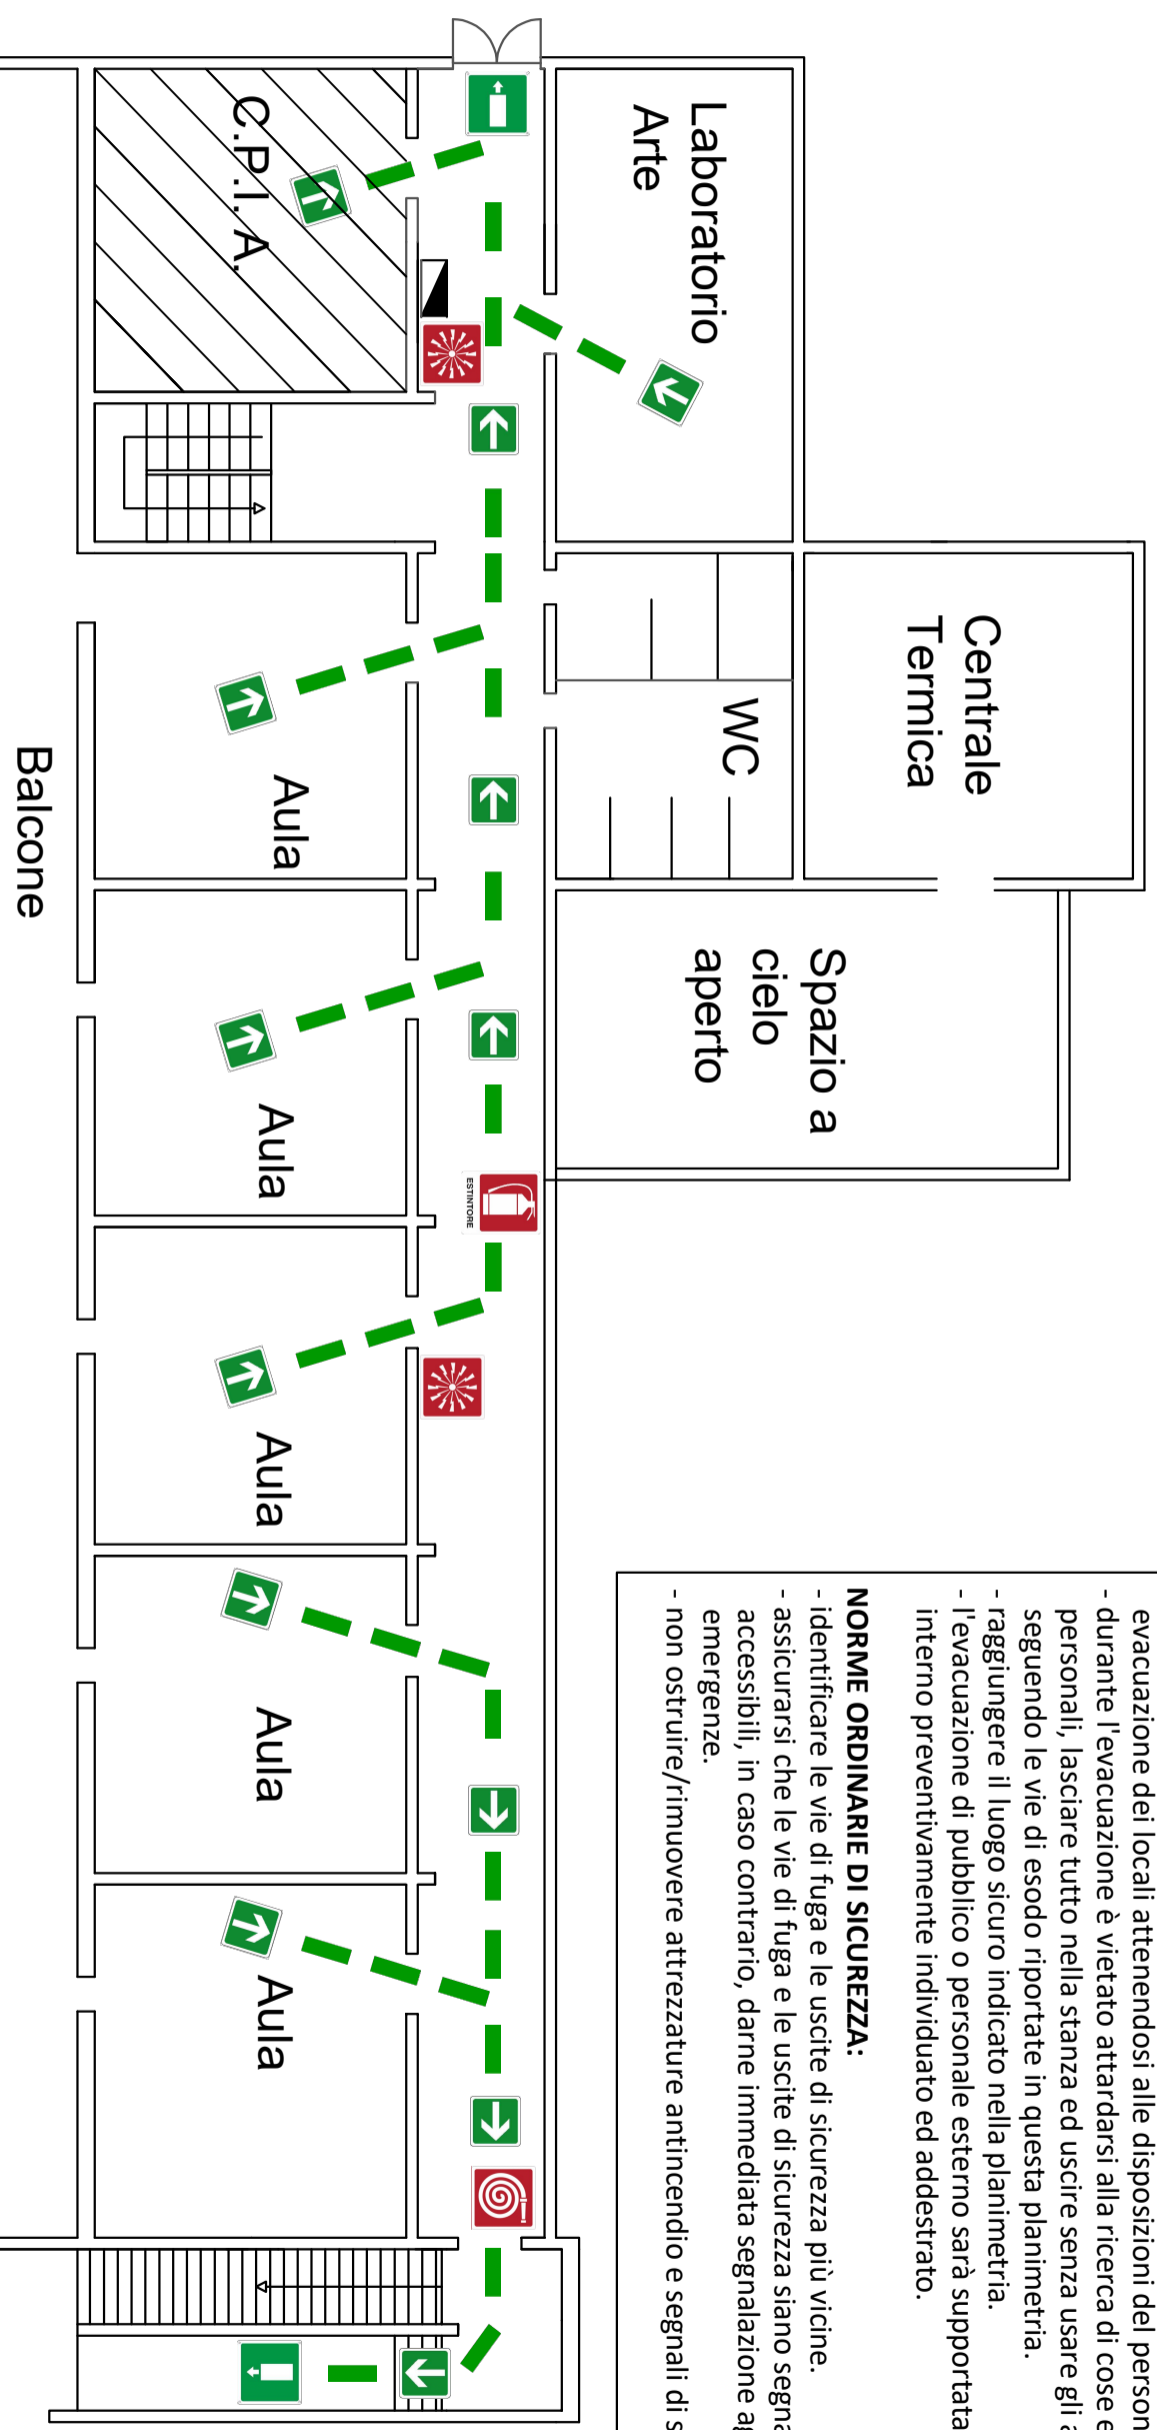 Laboratorio
Arte
C.P.I. A.
Centrale
Termica
WC
Spazio a
cielo
aperto
Aula
Aula
Aula
Aula
Aula
Balcone
ESTINTORE
evacuazione dei locali attenendosi alle disposizioni del person
- durante l'evacuazione è vietato attardarsi alla ricerca di cose e
personali, lasciare tutto nella stanza ed uscire senza usare gli a
seguendo le vie di esodo riportate in questa planimetria.
- raggiungere il luogo sicuro indicato nella planimetria.
- l'evacuazione di pubblico o personale esterno sarà supportata
interno preventivamente individuato ed addestrato.
NORME ORDINARIE DI SICUREZZA:
- identificare le vie di fuga e le uscite di sicurezza più vicine.
- assicurarsi che le vie di fuga e le uscite di sicurezza siano segna
accessibili, in caso contrario, darne immediata segnalazione ag
emergenze.
- non ostruire/rimuovere attrezzature antincendio e segnali di s